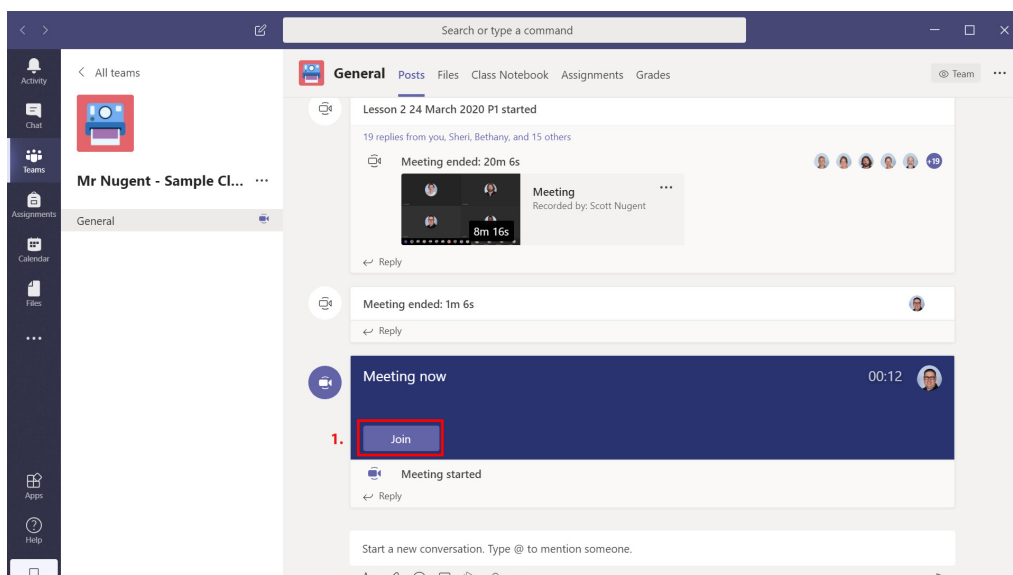 Search or type a command
Activity
Chat
Teams
Assignments
Calendar
Files
Apps
Help
All teams
Mr Nugent - Sample Cl...
General
General Posts Files Class Notebook Assignments Grades
Team
Lesson 2 24 March 2020 P1 started
19 replies from you, Sheri, Bethany, and 15 others
Meeting ended: 20m 6s
+19
8m 16s
Meeting
Recorded by: Scott Nugent
Reply
Meeting ended: 1m 6s
Reply
Meeting now
00:12
1. Join
Meeting started
Reply
Start a new conversation. Type @ to mention someone.